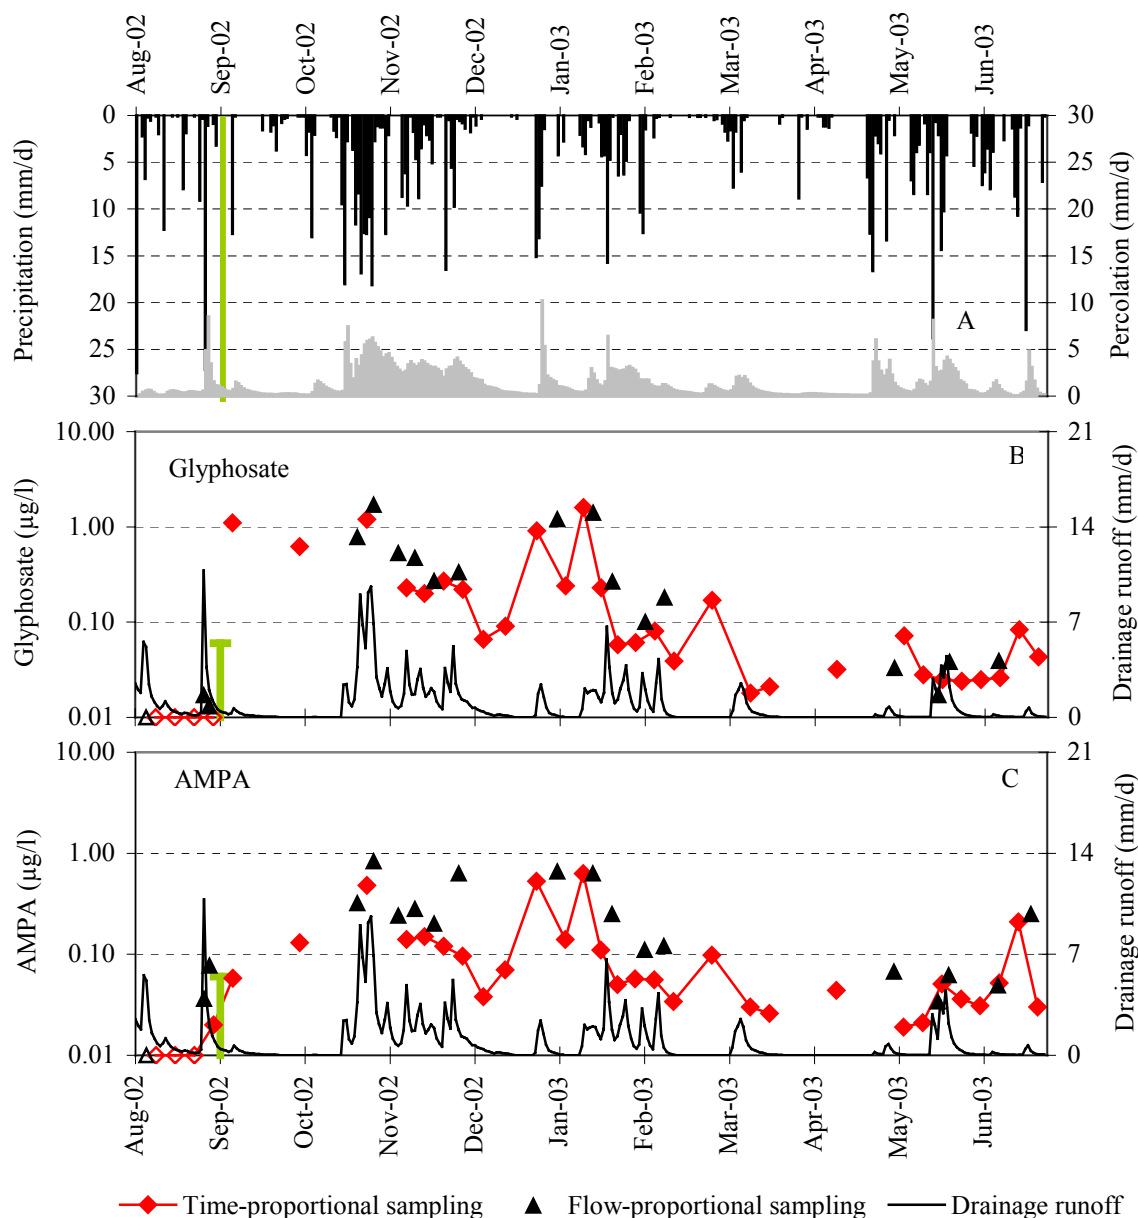 Aug-02 Sep-02 Oct-02 Nov-02 Dec-02 Jan-03 Feb-03 Mar-03 Apr-03 May-03 Jun-03
Precipitation (mm/d)
0
5
10
15
20
25
30
A
30
25
20
15
10
5
0
Percolation (mm/d)
Glyphosate (µg/l)
10.00
1.00
0.10
0.01
Glyphosate
B
21
14
7
0
Drainage runoff (mm/d)
AMPA (µg/l)
10.00
1.00
0.10
0.01
AMPA
C
21
14
7
0
Drainage runoff (mm/d)
Aug-02 Sep-02 Oct-02 Nov-02 Dec-02 Jan-03 Feb-03 Mar-03 Apr-03 May-03 Jun-03
Time-proportional sampling Flow-proportional sampling Drainage runoff